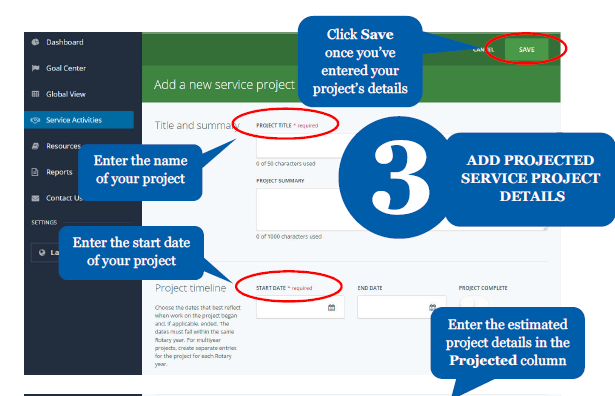 Click Save
once you've
entered your
project's details
SAVE
Dashboard
Goal Center
Global View
Service Activities
Resources
Reports
Contact Us
SETTINGS
Add a new service project
Title and summary
PROJECT TITLE * required
0 of 50 characters used
PROJECT SUMMARY
0 of 1000 characters used
Enter the name
of your project
3
ADD PROJECTED
SERVICE PROJECT
DETAILS
Enter the start date
of your project
Project timeline
Choose the dates that best reflect
when work on the project began
and, if applicable, ended. The
dates must fall within the same
Rotary year. For multiyear
projects, create separate entries
for the project for each Rotary
year.
START DATE * required
END DATE
PROJECT COMPLETE
Enter the estimated
project details in the
Projected column